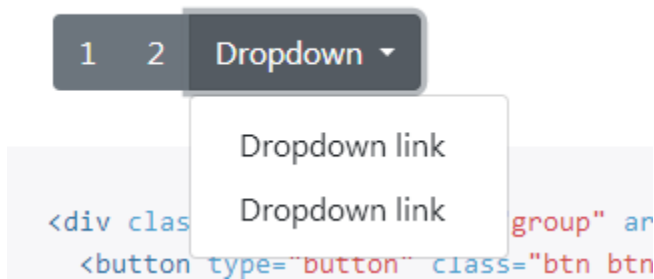 1 2 Dropdown
Dropdown link
Dropdown link
<div clas group" ar
<button type="button" class="btn btn